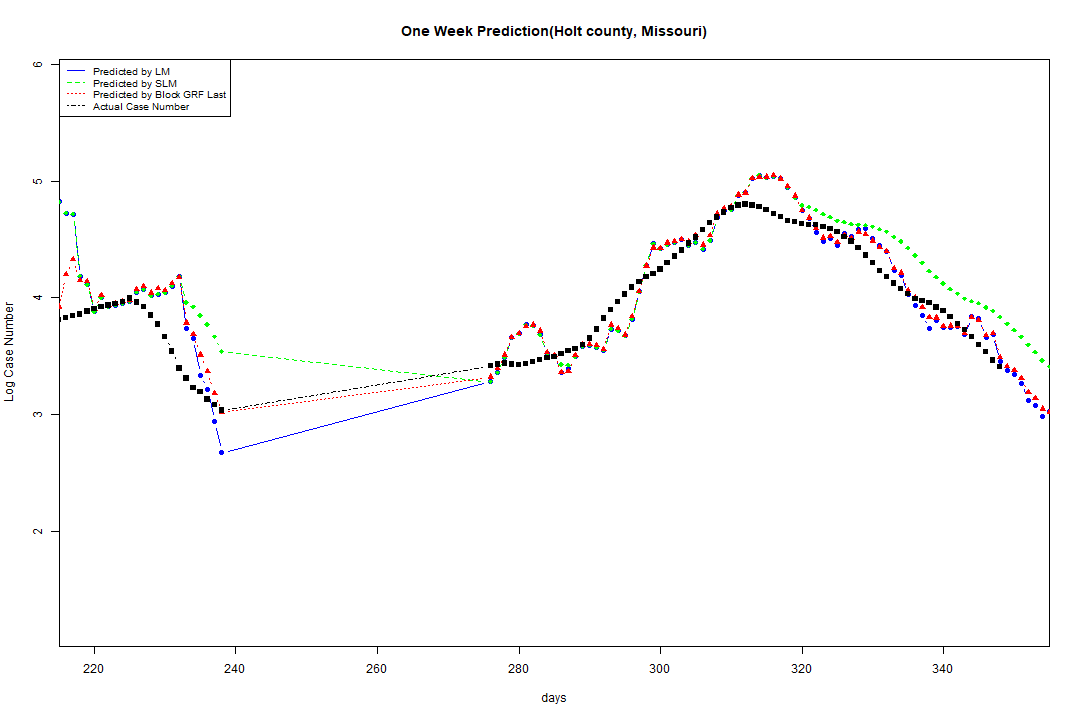 One Week Prediction(Holt county, Missouri)
Predicted by LM
Predicted by SLM
Predicted by Block GRF Last
Actual Case Number
6
5
4
3
2
Log Case Number
220 240 260 280 300 320 340
days